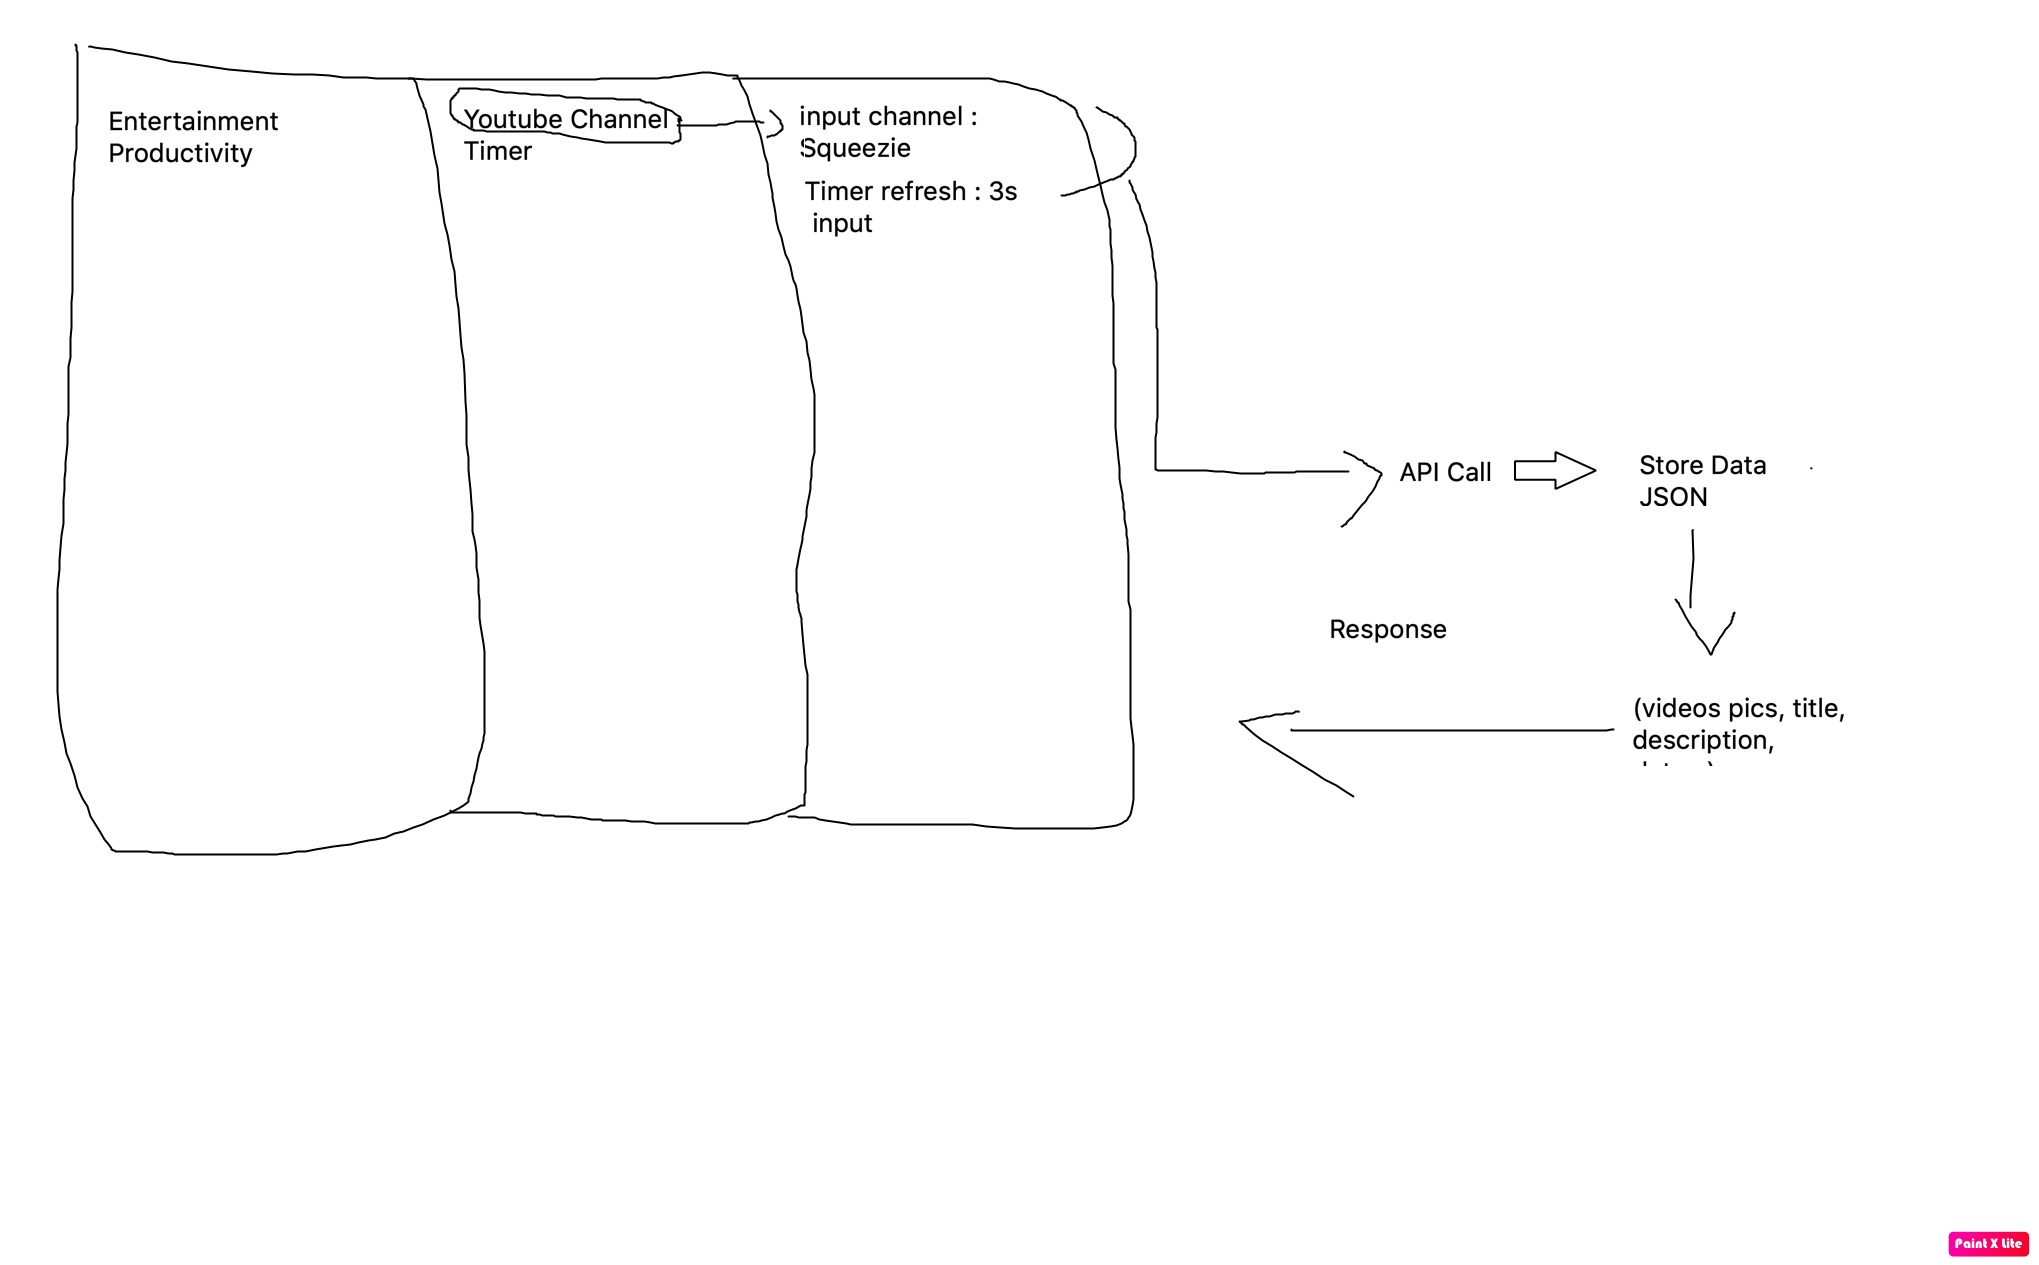 Entertainment
Productivity
Youtube Channel
Timer
input channel :
Squeezie
Timer refresh : 3s
input
API Call
Store Data
JSON
Response
(videos pics, title,
description,
Paint X Lite